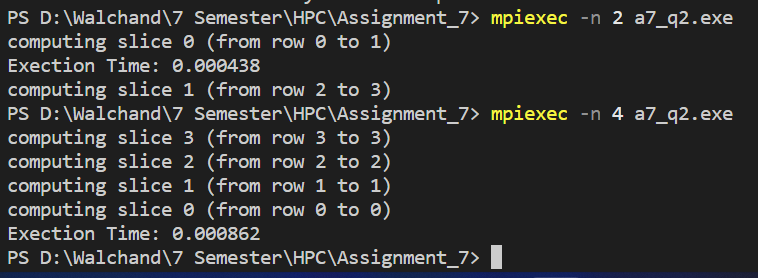 PS D:\Walchand\7 Semester\HPC\Assignment_7> mpiexec -n 2 a7_q2.exe
computing slice 0 (from row 0 to 1)
Exection Time: 0.000438
computing slice 1 (from row 2 to 3)
PS D:\Walchand\7 Semester\HPC\Assignment_7> mpiexec -n 4 a7_q2.exe
computing slice 3 (from row 3 to 3)
computing slice 2 (from row 2 to 2)
computing slice 1 (from row 1 to 1)
computing slice 0 (from row 0 to 0)
Exection Time: 0.000862
PS D:\Walchand\7 Semester\HPC\Assignment_7>